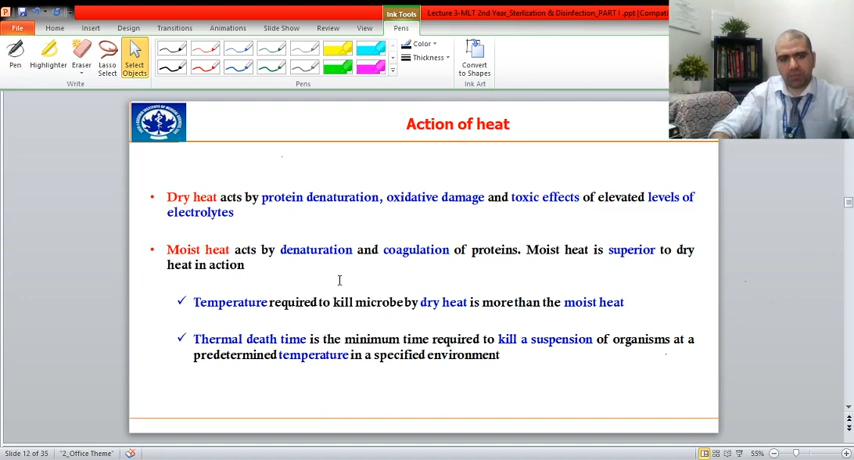 Ink Tools
Lecture 3-MLT 2nd Year_Sterlization & Disinfection_PART I .ppt [Compati
File Home Insert Design Transitions Animations Slide Show Review View Pens
Pen Highlighter Eraser Lasso Select Select Objects
Color
Thickness
Convert to Shapes
Write Pens Ink Art
Action of heat
• Dry heat acts by protein denaturation, oxidative damage and toxic effects of elevated levels of
electrolytes
• Moist heat acts by denaturation and coagulation of proteins. Moist heat is superior to dry
heat in action
✓ Temperature required to kill microbe by dry heat is more than the moist heat
✓ Thermal death time is the minimum time required to kill a suspension of organisms at a
predetermined temperature in a specified environment
Slide 12 of 35 "2_Office Theme" 55%